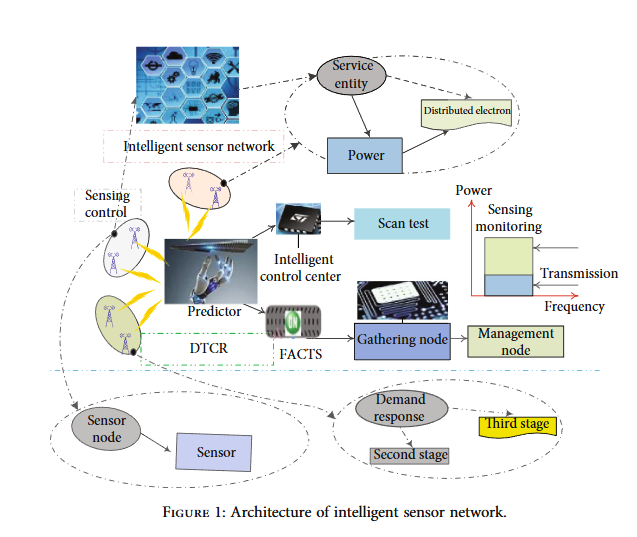 Service
entity
Distributed electron
Power
Intelligent sensor network
Sensing
control
Power
Sensing
monitoring
Scan test
Intelligent
control center
Transmission
Frequency
Predictor
ON
DTCR
FACTS
Gathering node
Management
node
Sensor
node
Sensor
Demand
response
Third stage
Second stage
FIGURE 1: Architecture of intelligent sensor network.